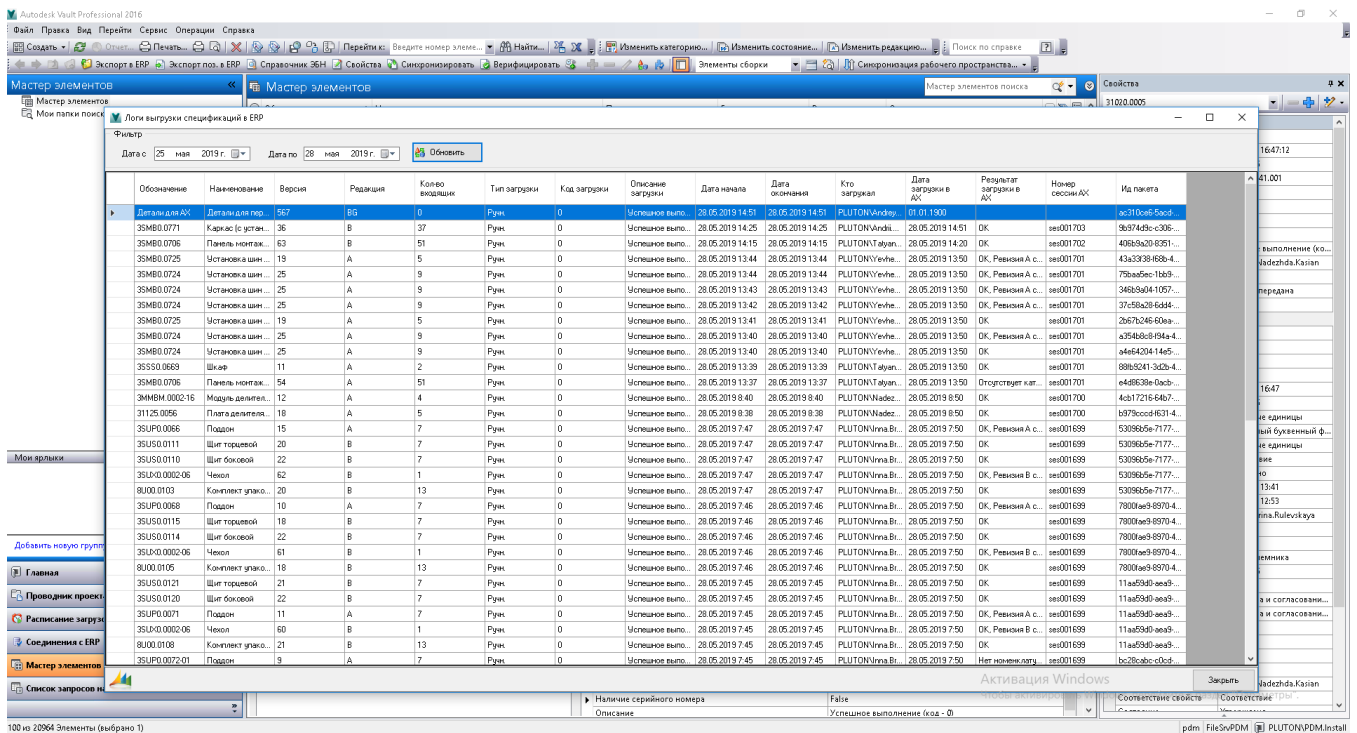 Autodesk Vault Professional 2016
Файл Правка Вид Перейти Сервис Операции Справка
Создать Отчет... Печать... Перейти к: Введите номер элеме... Найти... Изменить категорию... Изменить состояние... Изменить редакцию... Поиск по справке
Экспорт в ERP Экспорт поз. в ERP Справочник ЭБН Свойства Синхронизировать Верифицировать Элементы сборки Синхронизация рабочего пространства...
Мастер элементов « Мастер элементов Мастер элементов поиска Свойства
Мастер элементов 31020.0005
Мои папки поиск
Логи выгрузки спецификаций в ERP
Фильтр
Дата с 25 мая 2019 г. Дата по 28 мая 2019 г. Обновить
Обозначение Наименование Версия Редакция Кол-во входящих Тип загрузки Код загрузки Описание загрузки Дата начала Дата окончания Кто загружал Дата загрузки в АХ Результат загрузки в АХ Номер сессии АХ Ид пакета
Детали для АХ Детали для пер... 567 BG 0 Ручн. 0 Успешное выпо... 28.05.2019 14:51 28.05.2019 14:51 PLUTON\Andrey... 01.01.1900 ac310ce6-5acd-...
3SMB0.0771 Каркас (с устан... 36 B 37 Ручн. 0 Успешное выпо... 28.05.2019 14:25 28.05.2019 14:25 PLUTON\Andrii.... 28.05.2019 14:51 OK ses001703 9b974d9c-c306-...
3SMB0.0706 Панель монтаж... 63 B 51 Ручн. 0 Успешное выпо... 28.05.2019 14:15 28.05.2019 14:15 PLUTON\Tatyan... 28.05.2019 14:20 OK ses001702 406b9a20-8351-...
3SMB0.0725 Установка шин ... 19 A 5 Ручн. 0 Успешное выпо... 28.05.2019 13:44 28.05.2019 13:44 PLUTON\Yevhe... 28.05.2019 13:50 OK, Ревизия A с... ses001701 43a33f38-f68b-4...
3SMB0.0724 Установка шин ... 25 A 9 Ручн. 0 Успешное выпо... 28.05.2019 13:44 28.05.2019 13:44 PLUTON\Yevhe... 28.05.2019 13:50 OK, Ревизия A с... ses001701 75baa5ec-1bb9-...
3SMB0.0724 Установка шин ... 25 A 9 Ручн. 0 Успешное выпо... 28.05.2019 13:43 28.05.2019 13:43 PLUTON\Yevhe... 28.05.2019 13:50 OK, Ревизия A с... ses001701 346b9a04-1057-...
3SMB0.0724 Установка шин ... 25 A 9 Ручн. 0 Успешное выпо... 28.05.2019 13:42 28.05.2019 13:42 PLUTON\Yevhe... 28.05.2019 13:50 OK, Ревизия A с... ses001701 37c58a28-6dd4-...
3SMB0.0725 Установка шин ... 19 A 5 Ручн. 0 Успешное выпо... 28.05.2019 13:41 28.05.2019 13:41 PLUTON\Yevhe... 28.05.2019 13:50 OK ses001701 2b67b246-60ea-...
3SMB0.0724 Установка шин ... 25 A 9 Ручн. 0 Успешное выпо... 28.05.2019 13:40 28.05.2019 13:40 PLUTON\Yevhe... 28.05.2019 13:50 OK, Ревизия A с... ses001701 a354b8c8-f94a-4...
3SMB0.0724 Установка шин ... 25 A 9 Ручн. 0 Успешное выпо... 28.05.2019 13:40 28.05.2019 13:40 PLUTON\Yevhe... 28.05.2019 13:50 OK ses001701 a4e64204-14e5-...
3SSS0.0669 Шкаф 11 A 2 Ручн. 0 Успешное выпо... 28.05.2019 13:39 28.05.2019 13:39 PLUTON\Tatyan... 28.05.2019 13:50 OK ses001701 88fb9241-3d2b-4...
3SMB0.0706 Панель монтаж... 54 A 51 Ручн. 0 Успешное выпо... 28.05.2019 13:37 28.05.2019 13:37 PLUTON\Tatyan... 28.05.2019 13:50 Отсутствует кат... ses001701 e4d8638e-0acb-...
3MMBM.0002-16 Модуль делител... 12 A 4 Ручн. 0 Успешное выпо... 28.05.2019 8:40 28.05.2019 8:40 PLUTON\Nadez... 28.05.2019 8:50 OK ses001700 4cb17216-64b7-...
31125.0056 Плата делителя... 18 A 5 Ручн. 0 Успешное выпо... 28.05.2019 8:38 28.05.2019 8:38 PLUTON\Nadez... 28.05.2019 8:50 OK ses001700 b979cccd-f631-4...
3SUP0.0066 Поддон 15 A 7 Ручн. 0 Успешное выпо... 28.05.2019 7:47 28.05.2019 7:47 PLUTON\Inna.Br... 28.05.2019 7:50 OK, Ревизия A с... ses001699 53096b5e-7177-...
3SUS0.0111 Щит торцевой 20 B 7 Ручн. 0 Успешное выпо... 28.05.2019 7:47 28.05.2019 7:47 PLUTON\Inna.Br... 28.05.2019 7:50 OK ses001699 53096b5e-7177-...
3SUS0.0110 Щит боковой 22 B 7 Ручн. 0 Успешное выпо... 28.05.2019 7:47 28.05.2019 7:47 PLUTON\Inna.Br... 28.05.2019 7:50 OK ses001699 53096b5e-7177-...
3SUX0.0002-06 Чехол 62 B 1 Ручн. 0 Успешное выпо... 28.05.2019 7:47 28.05.2019 7:47 PLUTON\Inna.Br... 28.05.2019 7:50 OK, Ревизия B с... ses001699 53096b5e-7177-...
8U00.0103 Комплект упако... 20 B 13 Ручн. 0 Успешное выпо... 28.05.2019 7:47 28.05.2019 7:47 PLUTON\Inna.Br... 28.05.2019 7:50 OK ses001699 53096b5e-7177-...
3SUP0.0068 Поддон 10 A 7 Ручн. 0 Успешное выпо... 28.05.2019 7:46 28.05.2019 7:46 PLUTON\Inna.Br... 28.05.2019 7:50 OK, Ревизия A с... ses001699 7800fae9-8970-4...
3SUS0.0115 Щит торцевой 18 B 7 Ручн. 0 Успешное выпо... 28.05.2019 7:46 28.05.2019 7:46 PLUTON\Inna.Br... 28.05.2019 7:50 OK ses001699 7800fae9-8970-4...
3SUS0.0114 Щит боковой 22 B 7 Ручн. 0 Успешное выпо... 28.05.2019 7:46 28.05.2019 7:46 PLUTON\Inna.Br... 28.05.2019 7:50 OK ses001699 7800fae9-8970-4...
3SUX0.0002-06 Чехол 61 B 1 Ручн. 0 Успешное выпо... 28.05.2019 7:46 28.05.2019 7:46 PLUTON\Inna.Br... 28.05.2019 7:50 OK, Ревизия B с... ses001699 7800fae9-8970-4...
8U00.0105 Комплект упако... 18 B 13 Ручн. 0 Успешное выпо... 28.05.2019 7:46 28.05.2019 7:46 PLUTON\Inna.Br... 28.05.2019 7:50 OK ses001699 7800fae9-8970-4...
3SUS0.0121 Щит торцевой 21 B 7 Ручн. 0 Успешное выпо... 28.05.2019 7:45 28.05.2019 7:45 PLUTON\Inna.Br... 28.05.2019 7:50 OK ses001699 11aa59d0-aea9-...
3SUS0.0120 Щит боковой 22 B 7 Ручн. 0 Успешное выпо... 28.05.2019 7:45 28.05.2019 7:45 PLUTON\Inna.Br... 28.05.2019 7:50 OK ses001699 11aa59d0-aea9-...
3SUP0.0071 Поддон 11 A 7 Ручн. 0 Успешное выпо... 28.05.2019 7:45 28.05.2019 7:45 PLUTON\Inna.Br... 28.05.2019 7:50 OK, Ревизия A с... ses001699 11aa59d0-aea9-...
3SUX0.0002-06 Чехол 60 B 1 Ручн. 0 Успешное выпо... 28.05.2019 7:45 28.05.2019 7:45 PLUTON\Inna.Br... 28.05.2019 7:50 OK, Ревизия B с... ses001699 11aa59d0-aea9-...
8U00.0108 Комплект упако... 21 B 13 Ручн. 0 Успешное выпо... 28.05.2019 7:45 28.05.2019 7:45 PLUTON\Inna.Br... 28.05.2019 7:50 OK ses001699 11aa59d0-aea9-...
3SUP0.0072-01 Поддон 9 A 7 Ручн. 0 Успешное выпо... 28.05.2019 7:45 28.05.2019 7:45 PLUTON\Inna.Br... 28.05.2019 7:50 Нет номенклату... ses001699 bc28cabc-c0cd-...
Активация Windows
Закрыть
Мои ярлыки
Добавить новую групп
Главная
Проводник проект
Расписание загрузо
Соединения с ERP
Мастер элементов
Список запросов н
16:47:12
41.001
выполнение (ко...
Nadezhda.Kasian
передана
16:47
е единицы
ый буквенный ф...
е единицы
вие
но
13:41
12:53
rina.Rulevskaya
емника
а и согласовани...
а и согласовани...
Nadezhda.Kasian
Наличие серийного номера False Соответствие свойств Соответствие
Описание Успешное выполнение (код - 0)
100 из 20964 Элементы (выбрано 1) pdm FileSrvPDM PLUTON\PDM.Install